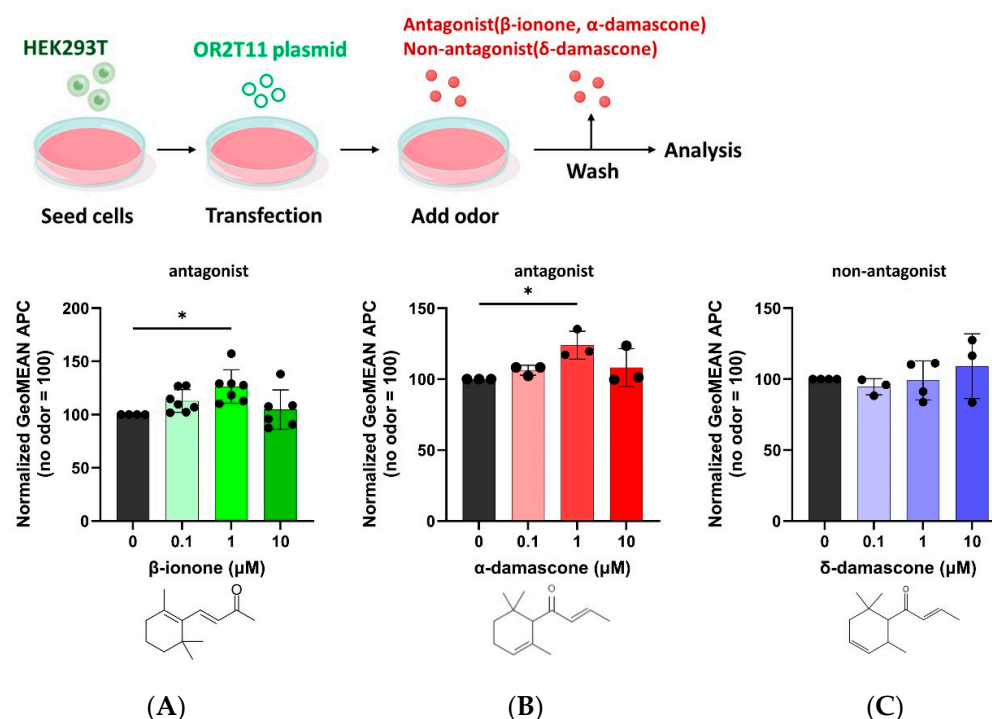 HEK293T
OR2T11 plasmid
Antagonist(β-ionone, α-damascone)
Non-antagonist(δ-damascone)
Seed cells
Transfection
Add odor
Wash
Analysis
antagonist
Normalized GeoMEAN APC
(no odor = 100)
200
150
100
50
0
*
0 0.1 1 10
β-ionone (μM)
O
(A)
antagonist
Normalized GeoMEAN APC
(no odor = 100)
150
100
50
0
*
0 0.1 1 10
α-damascone (μM)
O
(B)
non-antagonist
Normalized GeoMEAN APC
(no odor = 100)
150
100
50
0
0 0.1 1 10
δ-damascone (μM)
O
(C)